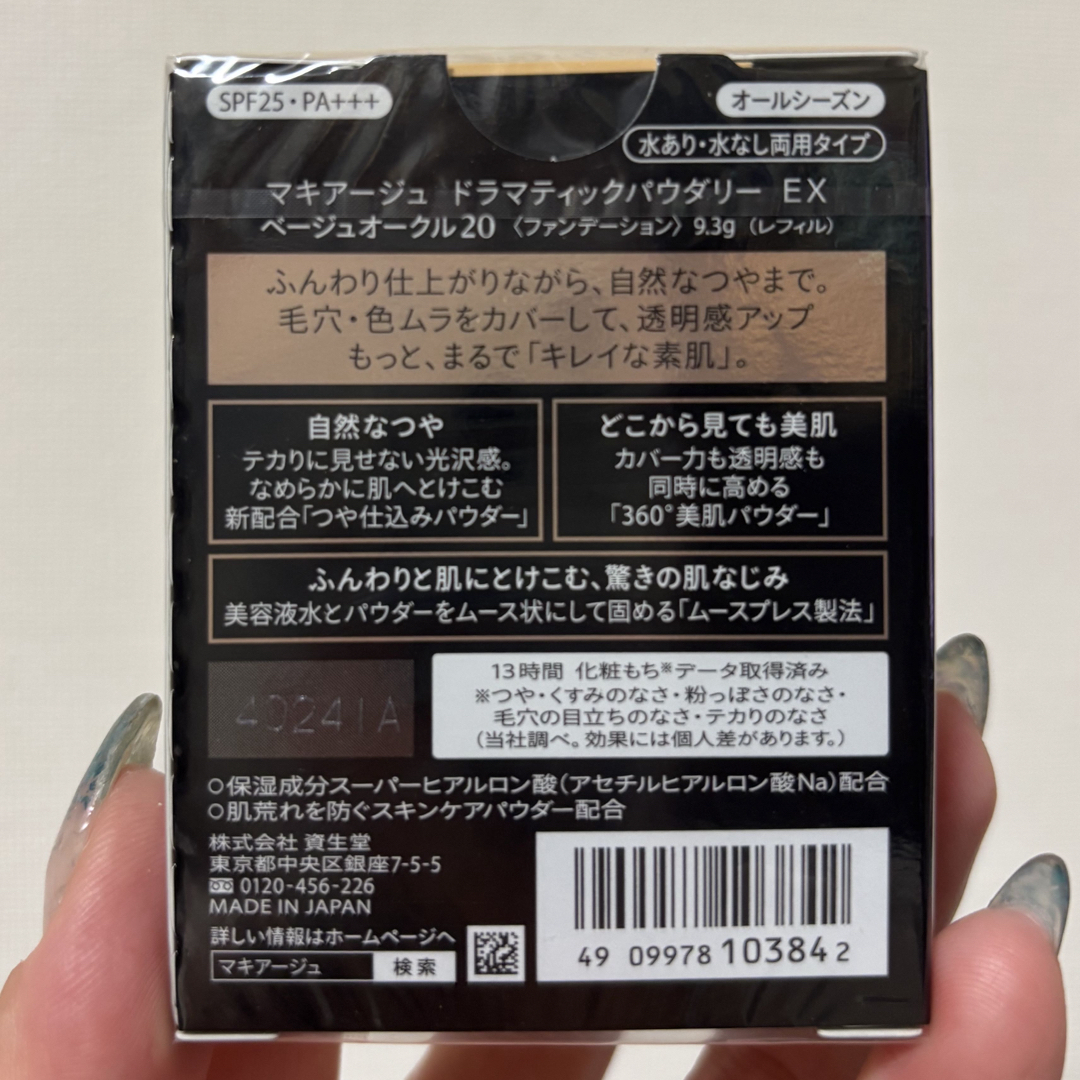 SPF25・PA+++
オールシーズン
水あり・水なし両用タイプ
マキアージュ ドラマティックパウダリー EX
ベージュオークル20 〈ファンデーション〉 9.3g（レフィル）
ふんわり仕上がりながら、自然なつやまで。
毛穴・色ムラをカバーして、透明感アップ
もっと、まるで「キレイな素肌」。
自然なつや
テカりに見せない光沢感。
なめらかに肌へとけこむ
新配合「つや仕込みパウダー」
どこから見ても美肌
カバー力も透明感も
同時に高める
「360°美肌パウダー」
ふんわりと肌にとけこむ、驚きの肌なじみ
美容液水とパウダーをムース状にして固める「ムースプレス製法」
40241A
13時間 化粧もち※データ取得済み
※つや・くすみのなさ・粉っぽさのなさ・
毛穴の目立ちのなさ・テカりのなさ
（当社調べ。効果には個人差があります。）
○保湿成分スーパーヒアルロン酸（アセチルヒアルロン酸Na）配合
○肌荒れを防ぐスキンケアパウダー配合
株式会社 資生堂
東京都中央区銀座7-5-5
0120-456-226
MADE IN JAPAN
詳しい情報はホームページへ
マキアージュ 検索
49 09978 10384 2